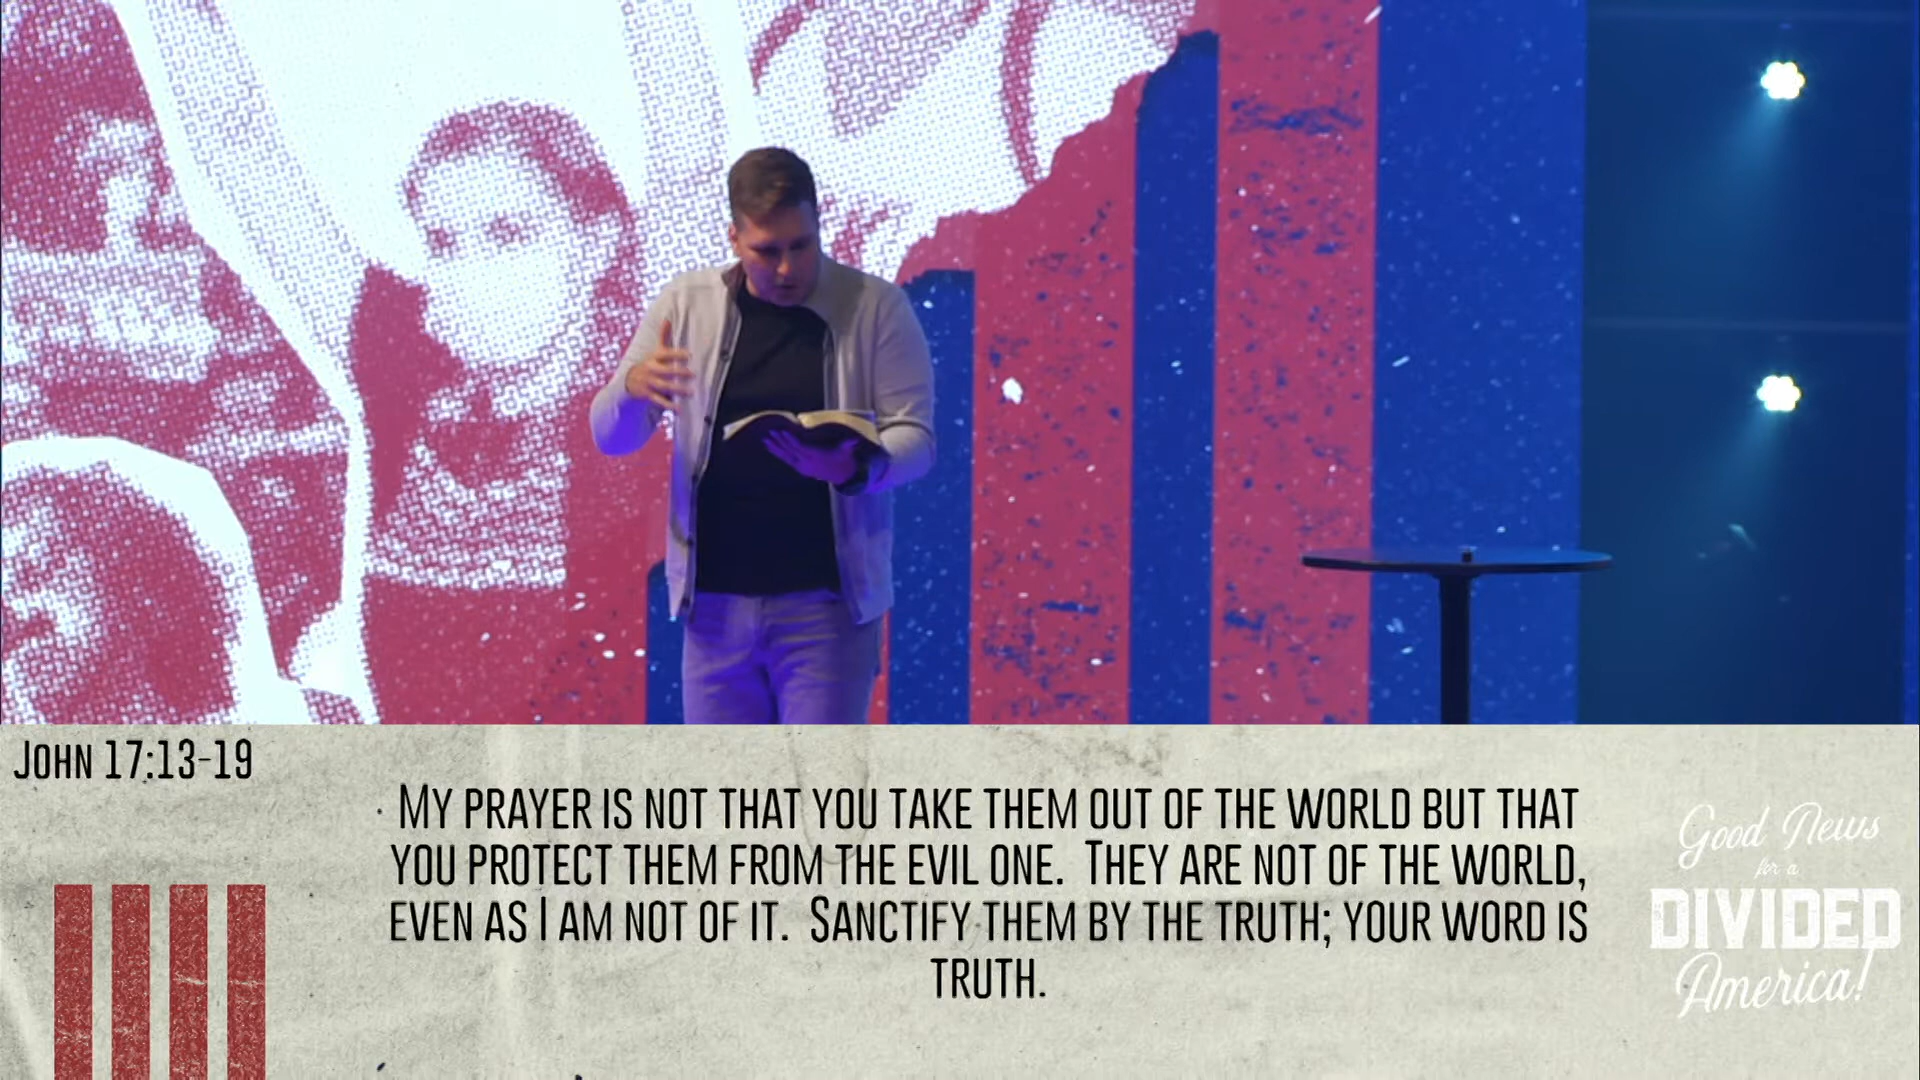 John 17:13-19
My prayer is not that you take them out of the world but that
you protect them from the evil one. They are not of the world,
even as I am not of it. Sanctify them by the truth; your word is
truth.
Good News
for a
DIVIDED
America!